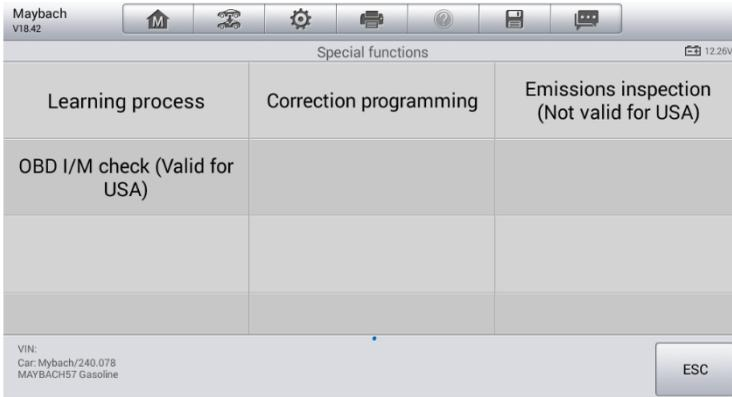 Maybach
V18.42
M
?
Special functions
12.26V
Learning process
Correction programming
Emissions inspection
(Not valid for USA)
OBD I/M check (Valid for
USA)
VIN:
Car: Mybach/240.078
MAYBACH57 Gasoline
ESC